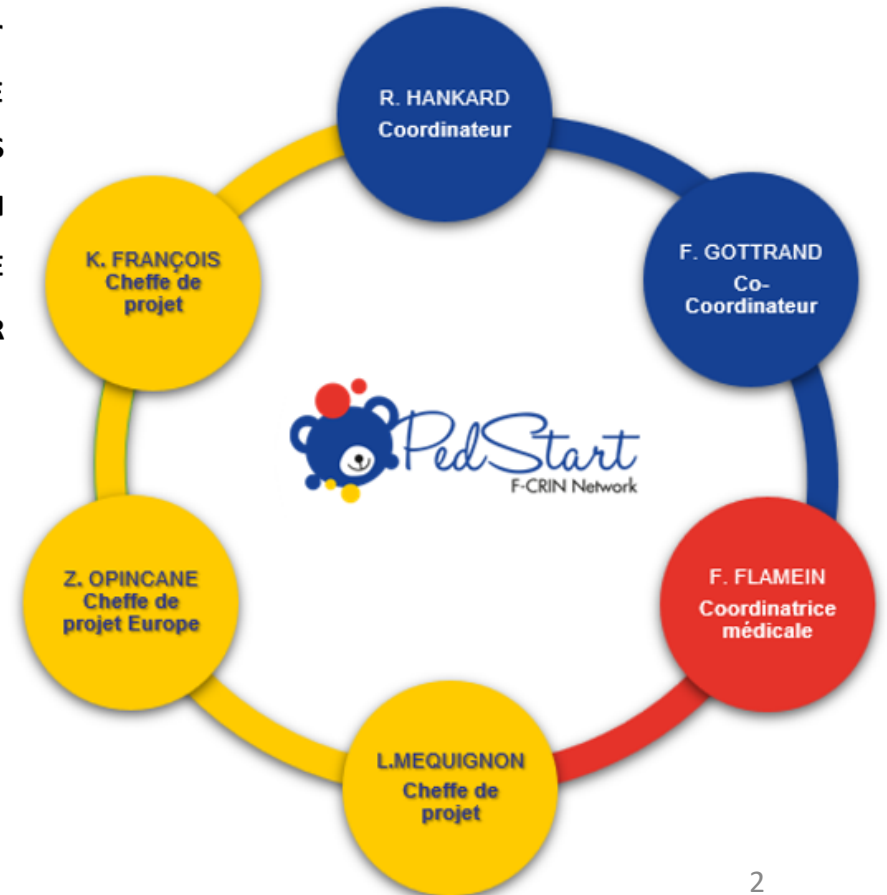 R. HANKARD
Coordinateur
F. GOTTRAND
Co-
Coordinateur
F. FLAMEIN
Coordinatrice
médicale
L.MEQUIGNON
Cheffe de
projet
Z. OPINCANE
Cheffe de
projet Europe
K. FRANÇOIS
Cheffe de
projet
PedStart
F-CRIN Network
E
S
E
R
2